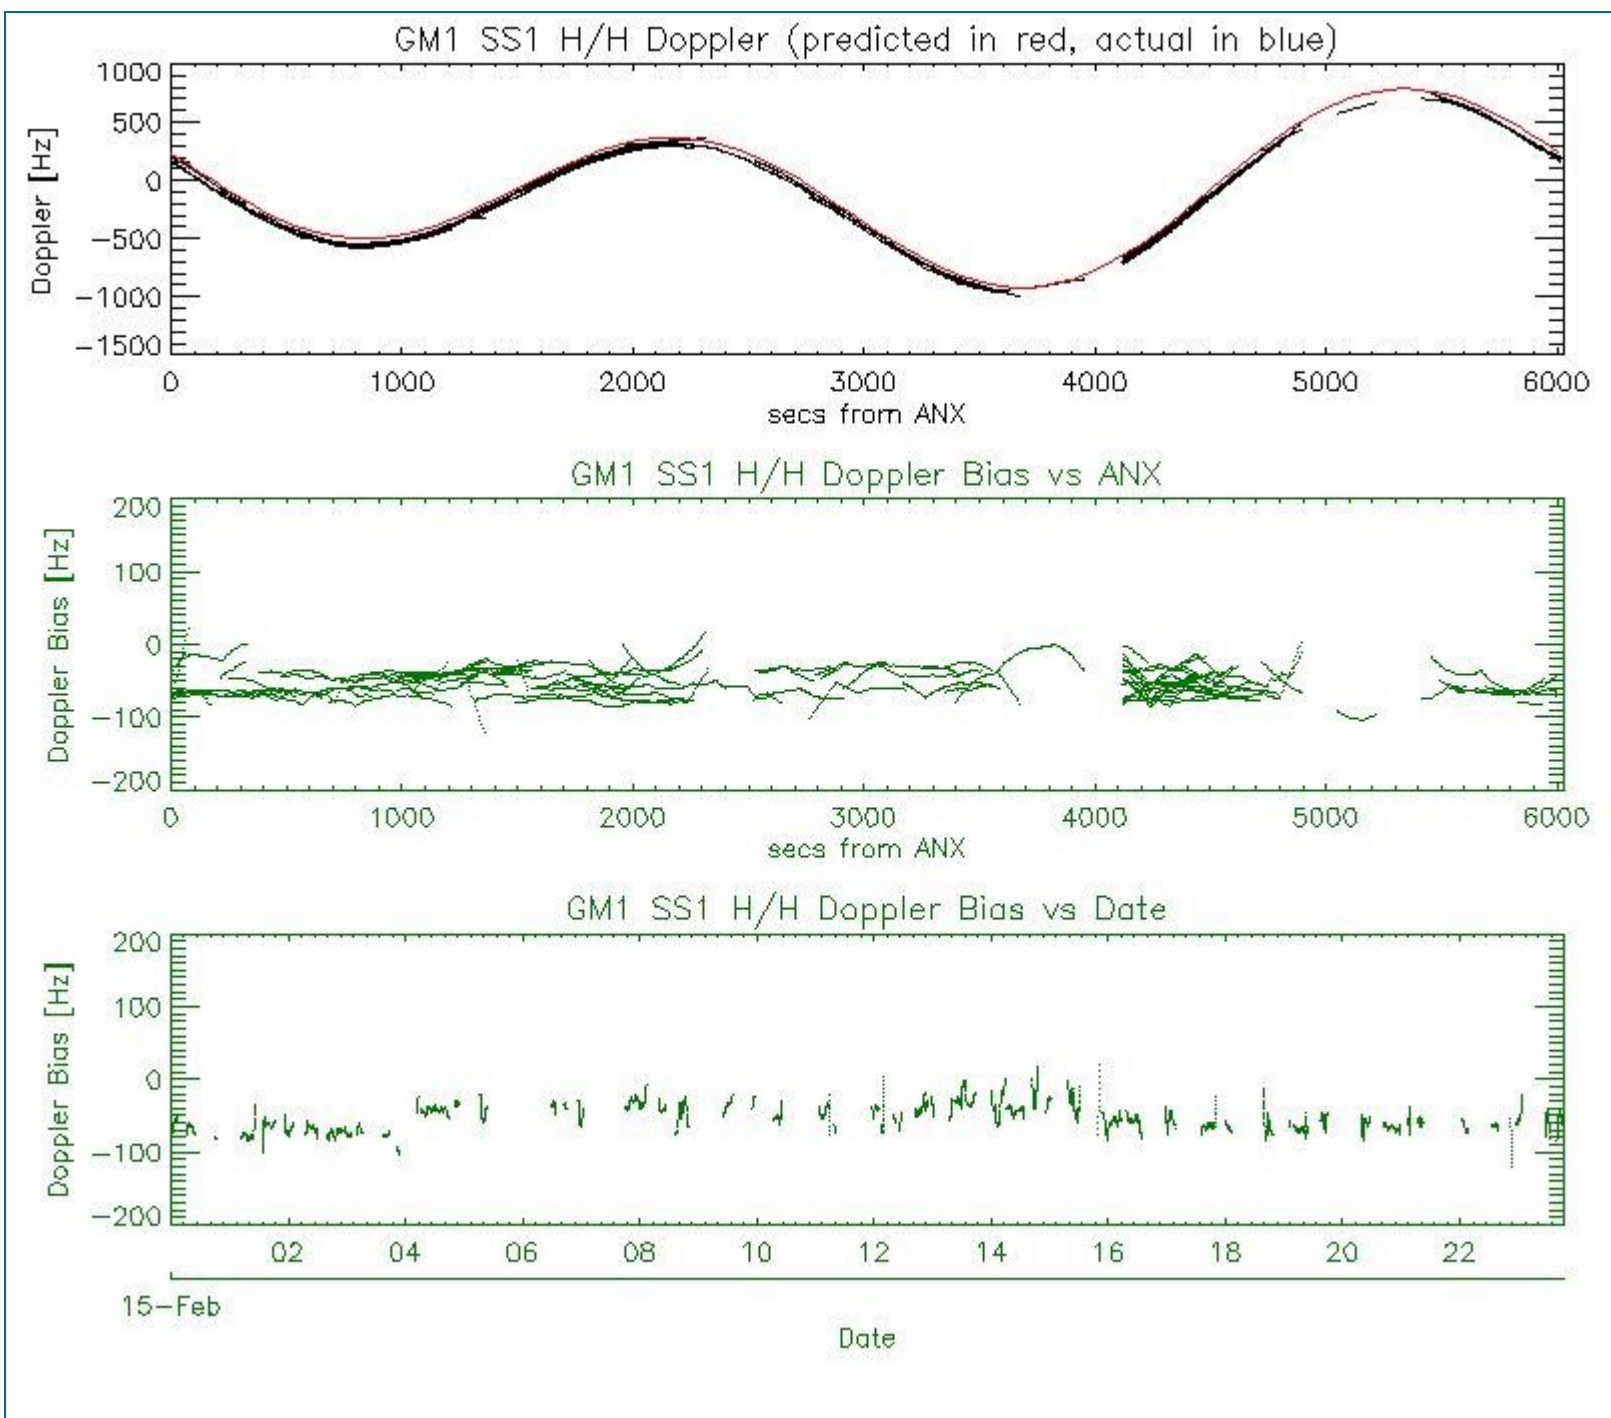 GM1 SS1 H/H Doppler (predicted in red, actual in blue)
Doppler [Hz]
1000
500
0
-500
-1000
-1500
0 1000 2000 3000 4000 5000 6000
secs from ANX
GM1 SS1 H/H Doppler Bias vs ANX
Doppler Bias [Hz]
200
100
0
-100
-200
0 1000 2000 3000 4000 5000 6000
secs from ANX
GM1 SS1 H/H Doppler Bias vs Date
Doppler Bias [Hz]
200
100
0
-100
-200
02 04 06 08 10 12 14 16 18 20 22
15-Feb
Date